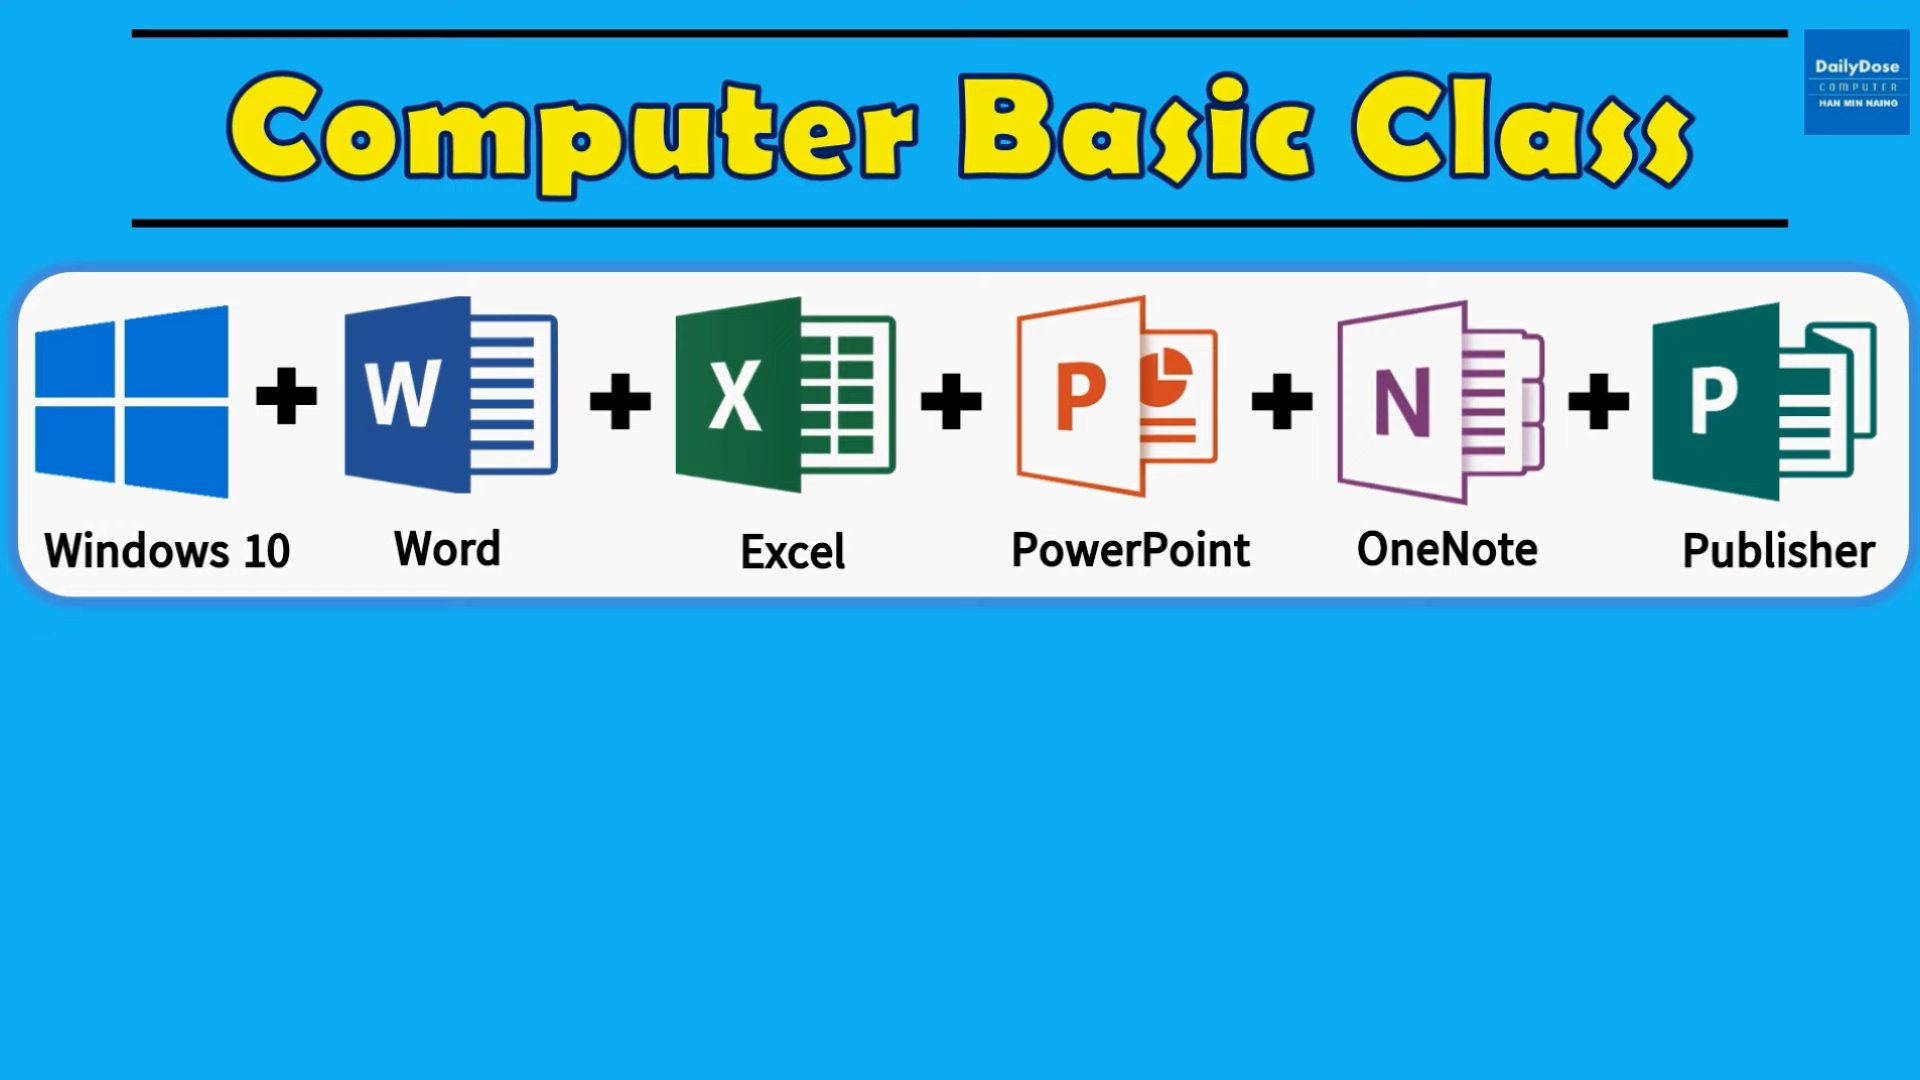 Computer Basic Class
DailyDose
COMPUTER
HAN MIN NAING
W
X
P
N
P
Windows 10
Word
Excel
PowerPoint
OneNote
Publisher